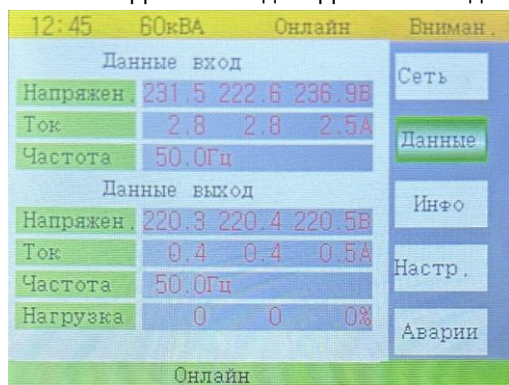 12:45 60кВА Онлайн Вниман.
Данные вход
Напряжен. 231.5 222.6 236.9В
Ток 2.8 2.8 2.5А
Частота 50.0Гц
Данные выход
Напряжен. 220.3 220.4 220.5В
Ток 0.4 0.4 0.5А
Частота 50.0Гц
Нагрузка 0 0 0%
Сеть
Данные
Инфо
Настр.
Аварии
Онлайн